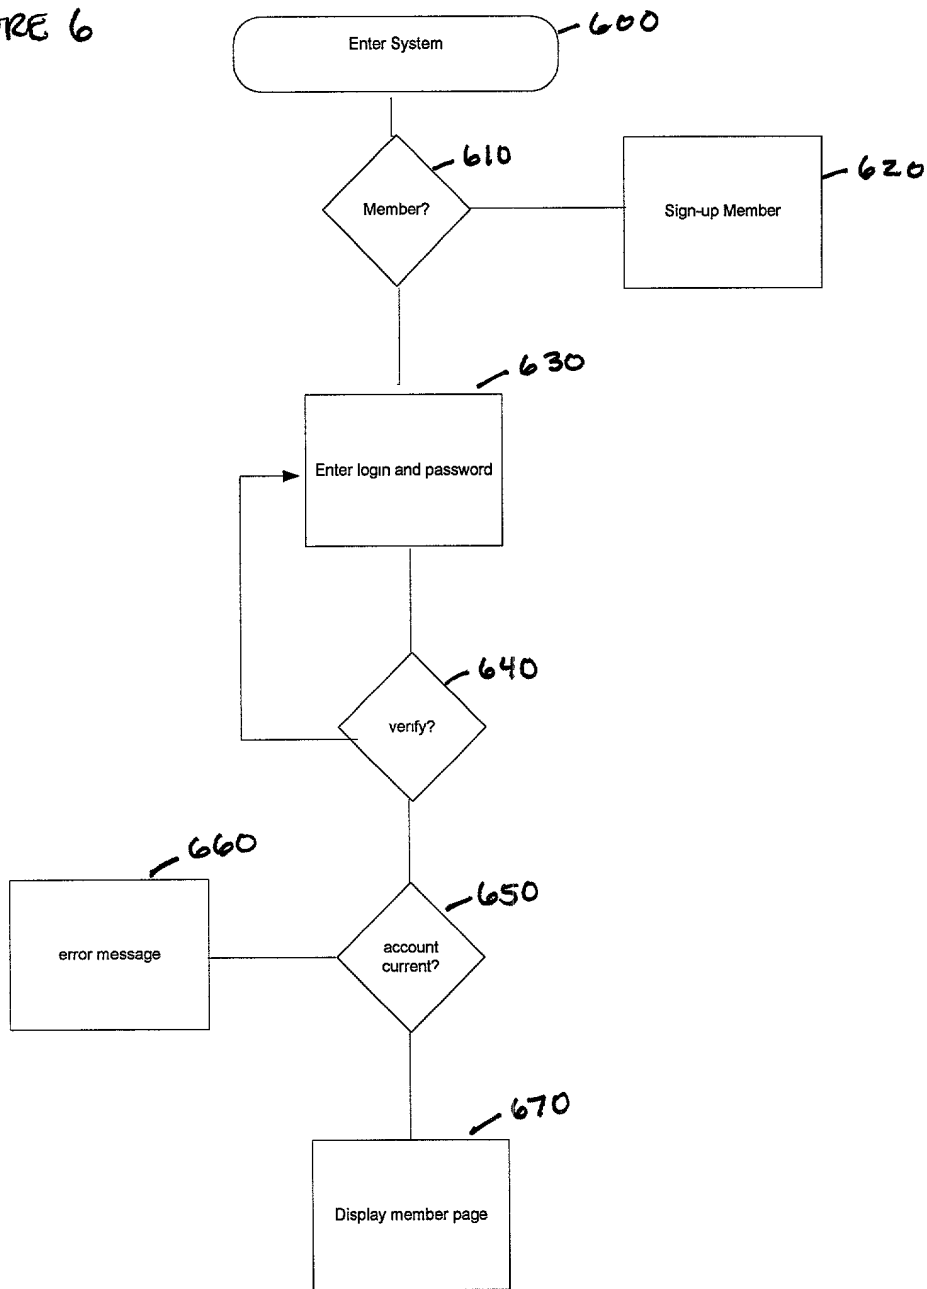 RE 6
Enter System
600
610
Member?
620
Sign-up Member
630
Enter login and password
640
verify?
660
650
error message
account
current?
670
Display member page